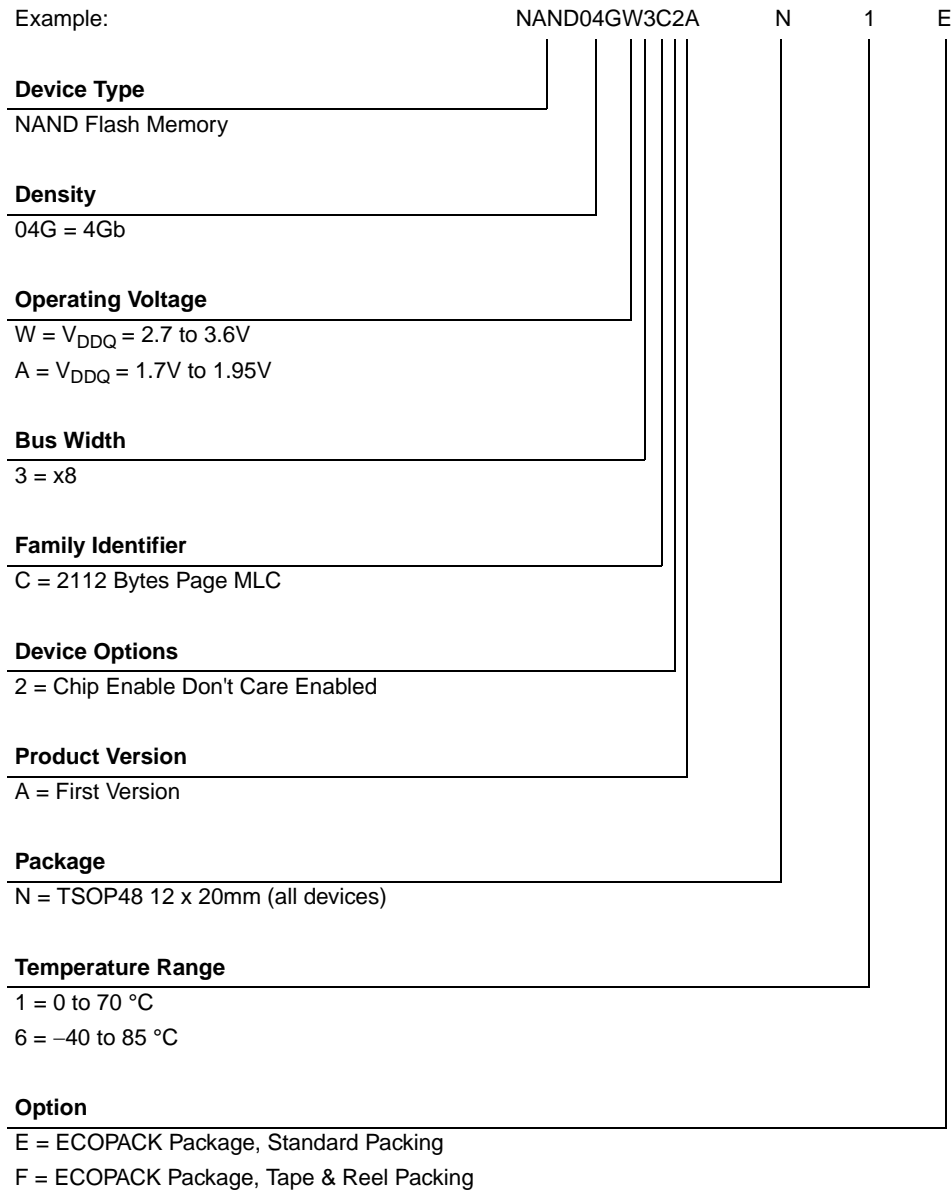 Example: NAND04GW3C2A N 1 E
Device Type
NAND Flash Memory
Density
04G = 4Gb
Operating Voltage
W = VDDQ = 2.7 to 3.6V
A = VDDQ = 1.7V to 1.95V
Bus Width
3 = x8
Family Identifier
C = 2112 Bytes Page MLC
Device Options
2 = Chip Enable Don't Care Enabled
Product Version
A = First Version
Package
N = TSOP48 12 x 20mm (all devices)
Temperature Range
1 = 0 to 70 °C
6 = −40 to 85 °C
Option
E = ECOPACK Package, Standard Packing
F = ECOPACK Package, Tape & Reel Packing